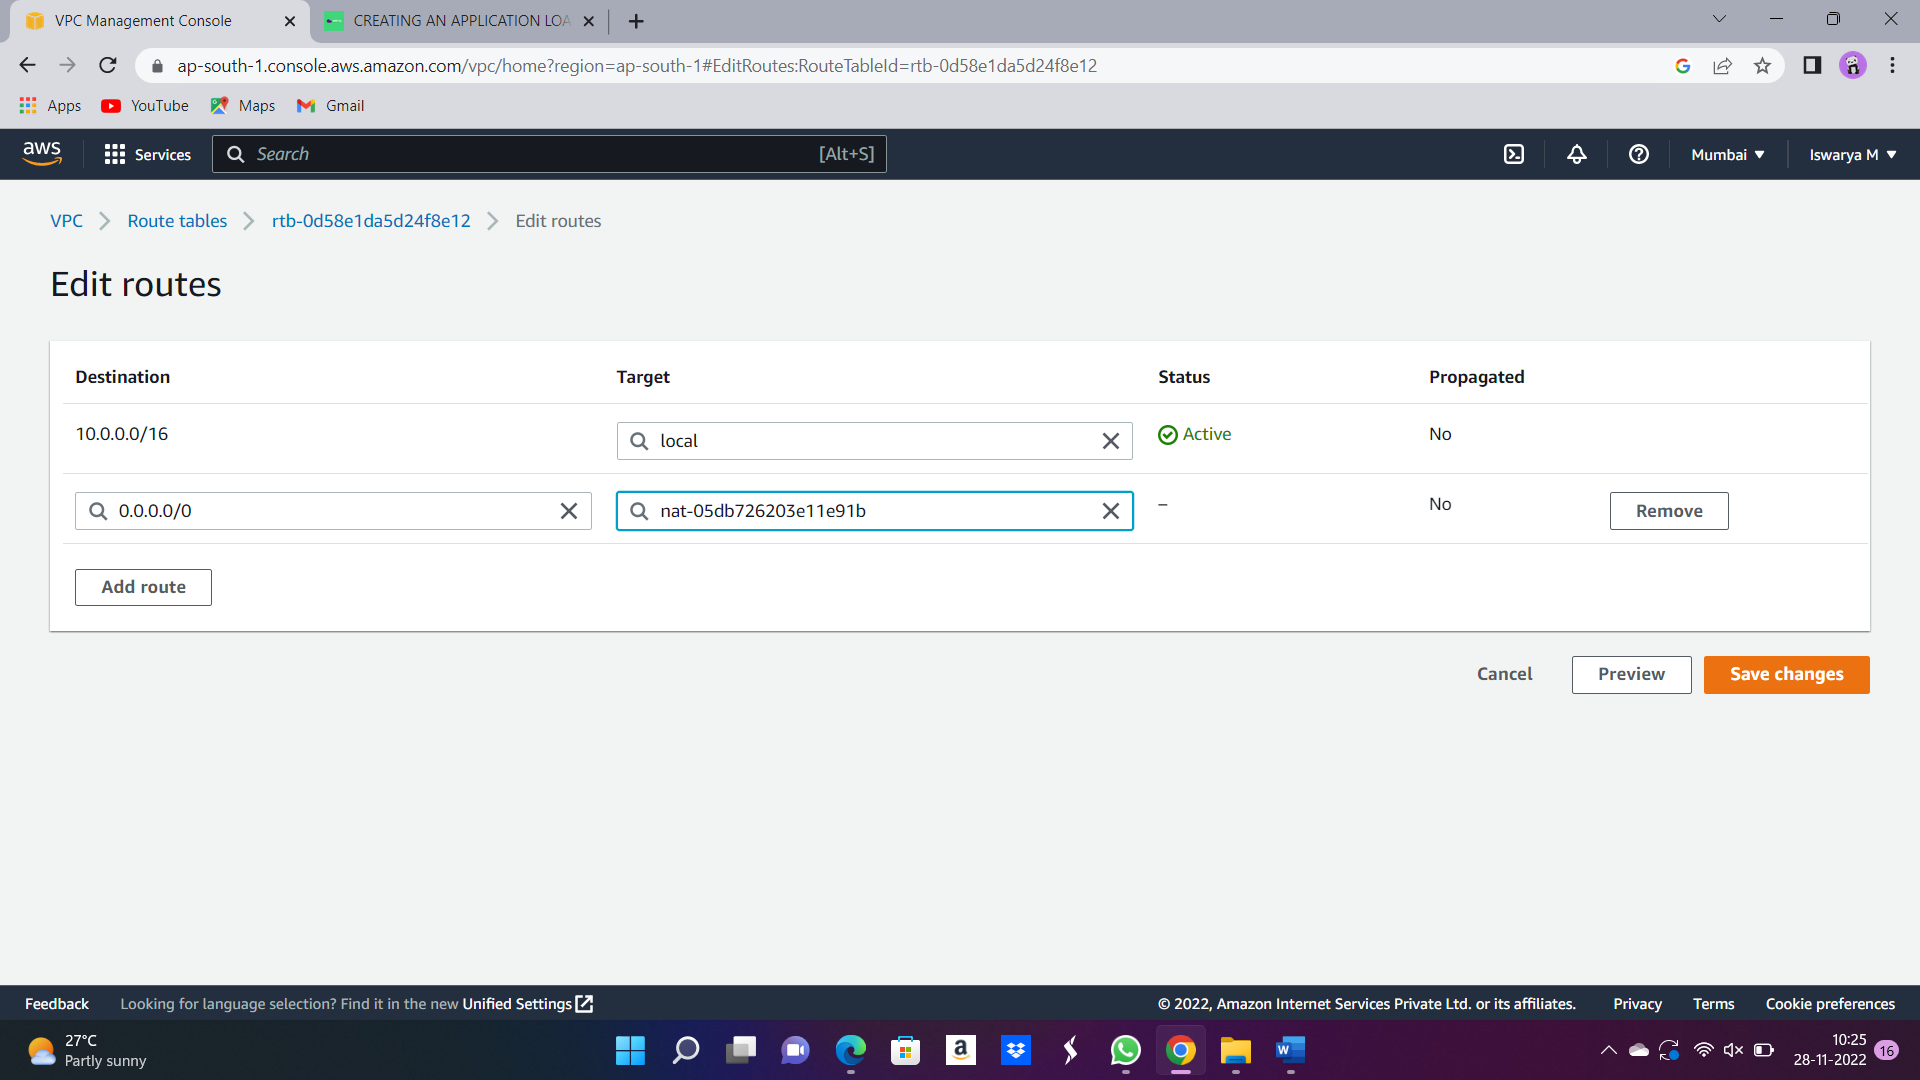 VPC Management Console
CREATING AN APPLICATION LOA
ap-south-1.console.aws.amazon.com/vpc/home?region=ap-south-1#EditRoutes:RouteTableId=rtb-0d58e1da5d24f8e12
Apps YouTube Maps Gmail
aws Services Search [Alt+S] Mumbai Iswarya M
VPC Route tables rtb-0d58e1da5d24f8e12 Edit routes
Edit routes
Destination Target Status Propagated
10.0.0.0/16 local Active No
0.0.0.0/0 nat-05db726203e11e91b – No Remove
Add route
Cancel Preview Save changes
Feedback Looking for language selection? Find it in the new Unified Settings © 2022, Amazon Internet Services Private Ltd. or its affiliates. Privacy Terms Cookie preferences
27°C
Partly sunny
10:25
28-11-2022
16